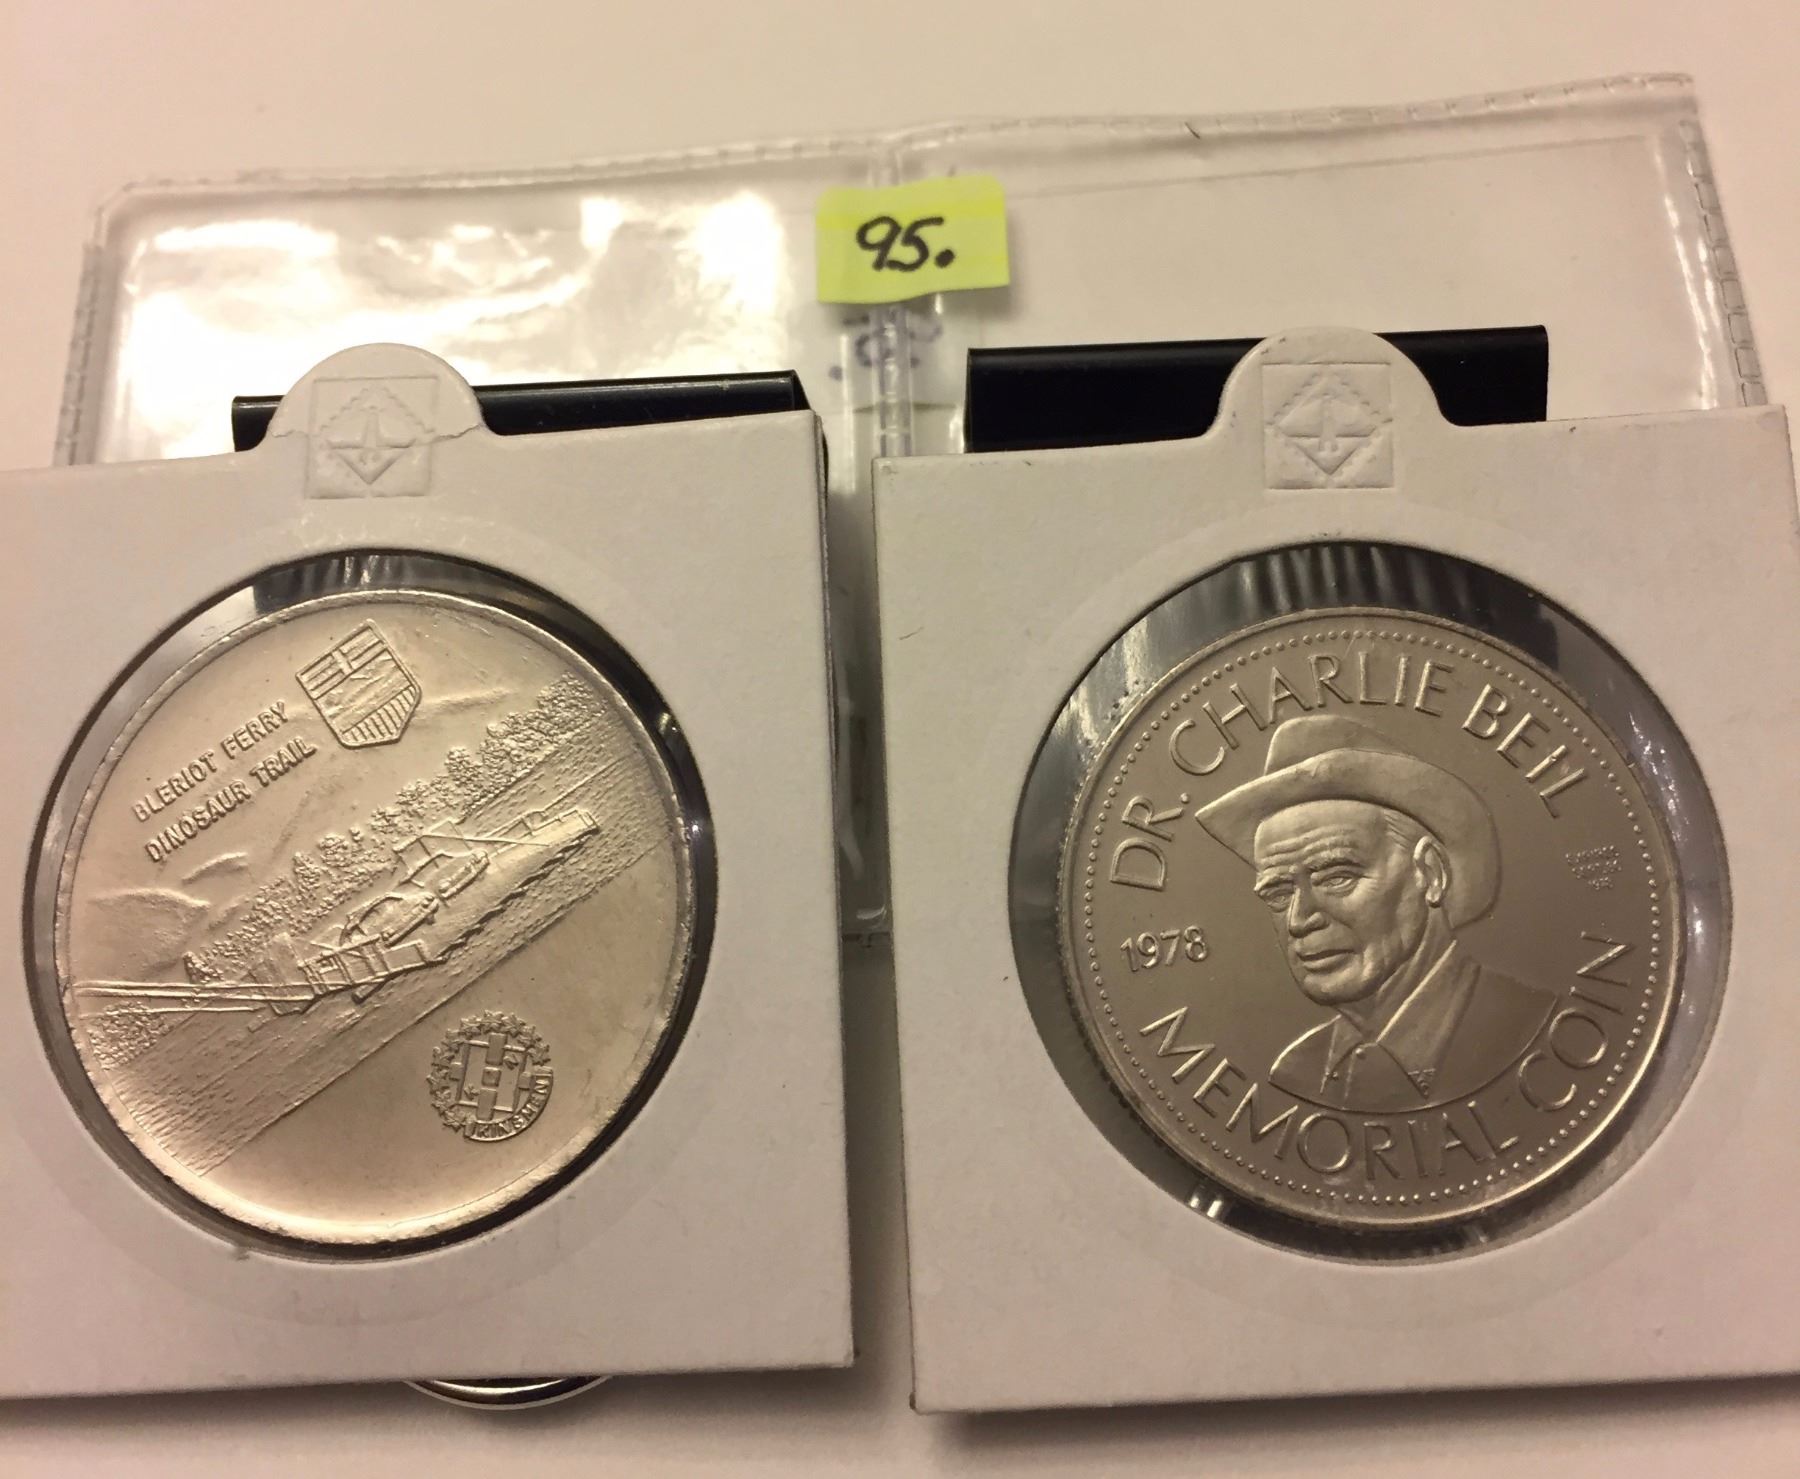 95.
BLERIOT FERRY
DINOSAUR TRAIL
KINSMEN
DR. CHARLIE BEIL
1978
MEMORIAL COIN